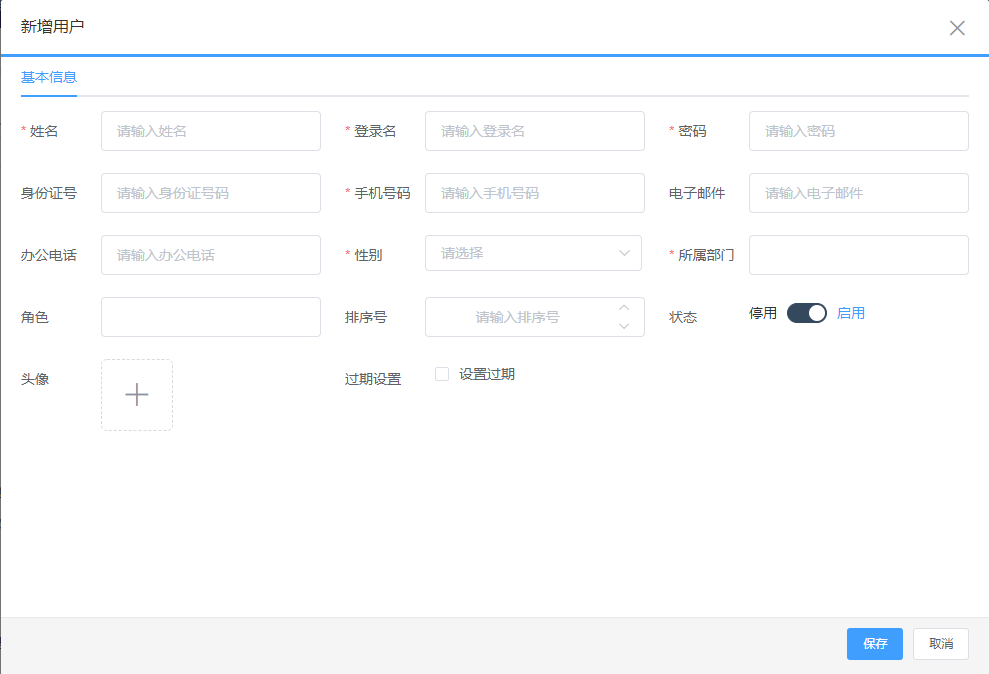 新增用户
基本信息
* 姓名 请输入姓名 * 登录名 请输入登录名 * 密码 请输入密码
身份证号 请输入身份证号码 * 手机号码 请输入手机号码 电子邮件 请输入电子邮件
办公电话 请输入办公电话 * 性别 请选择 * 所属部门
角色 排序号 请输入排序号 状态 停用 启用
头像 过期设置 设置过期
保存 取消